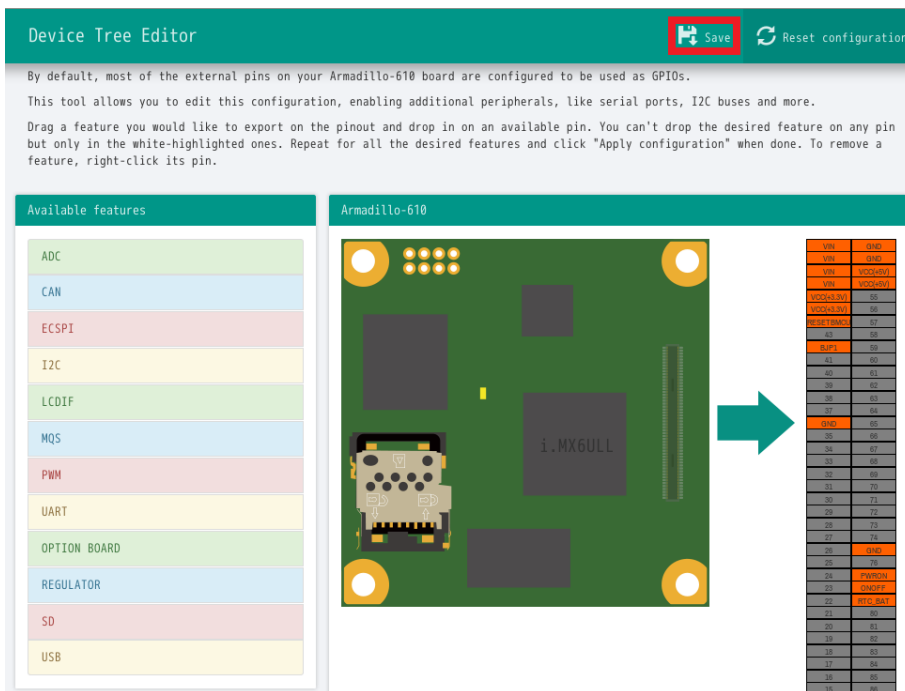 Device Tree Editor
Save
Reset configuration
By default, most of the external pins on your Armadillo-610 board are configured to be used as GPIOs.
This tool allows you to edit this configuration, enabling additional peripherals, like serial ports, I2C buses and more.
Drag a feature you would like to export on the pinout and drop in on an available pin. You can't drop the desired feature on any pin
but only in the white-highlighted ones. Repeat for all the desired features and click "Apply configuration" when done. To remove a
feature, right-click its pin.
Available features
ADC
CAN
ECSPI
I2C
LCDIF
MQS
PWM
UART
OPTION BOARD
REGULATOR
SD
USB
Armadillo-610
i.MX6ULL
VIN GND
VIN GND
VIN VCC(+5V)
VIN VCC(+5V)
VCC(+3.3V) 55
VCC(+3.3V) 56
RESETBMCU 57
43 58
BJP1 59
41 60
40 61
39 62
38 63
37 64
GND 65
35 66
34 67
33 68
32 69
31 70
30 71
29 72
28 73
27 74
26 GND
25 76
24 PWRON
23 ONOFF
22 RTC_BAT
21 80
20 81
19 82
18 83
17 84
16 85
15 86